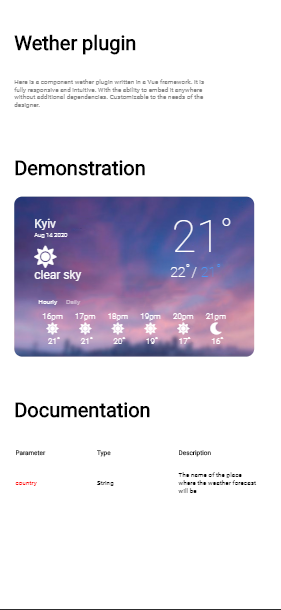 Wether plugin
Here is a component wether plugin written in a Vue framework. It is
fully responsive end intuitive. With the ability to embed it anywhere
without additional dependencies. Customizable to the needs of the
designer.
Demonstration
Kyiv
Aug 14 2020
21°
clear sky
22°/ 21°
Hourly Daily
16pm 17pm 18pm 19pm 20pm 21pm
21° 21° 20° 19° 17° 16°
Documentation
Parameter Type Description
country String The name of the place
where the weather forecast
will be